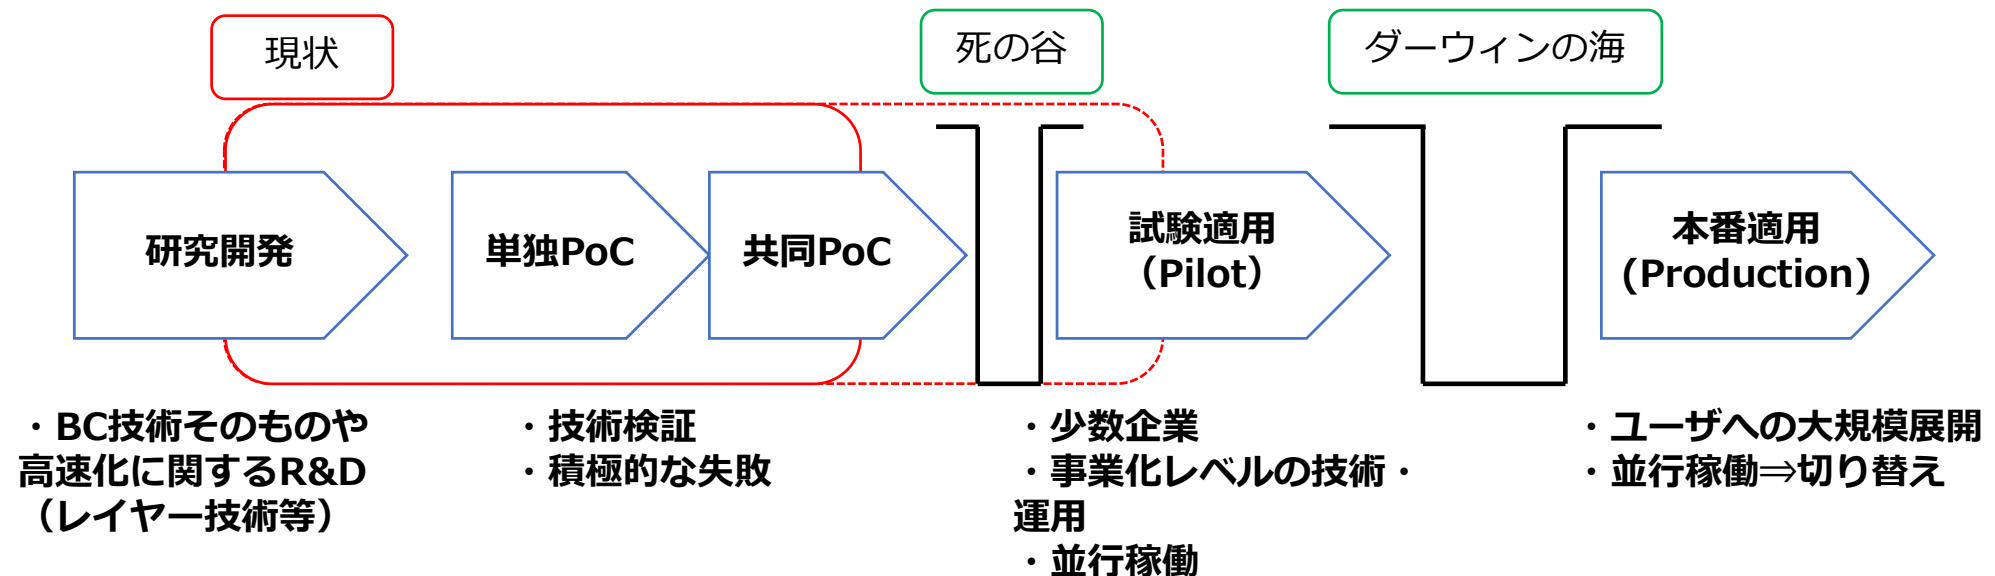 現状
死の谷
ダーウィンの海
研究開発
単独PoC
共同PoC
試験適用
（Pilot）
本番適用
(Production)
・BC技術そのものや
高速化に関するR&D
（レイヤー技術等）
・技術検証
・積極的な失敗
・少数企業
・事業化レベルの技術・
運用
・並行稼働
・ユーザへの大規模展開
・並行稼働⇒切り替え